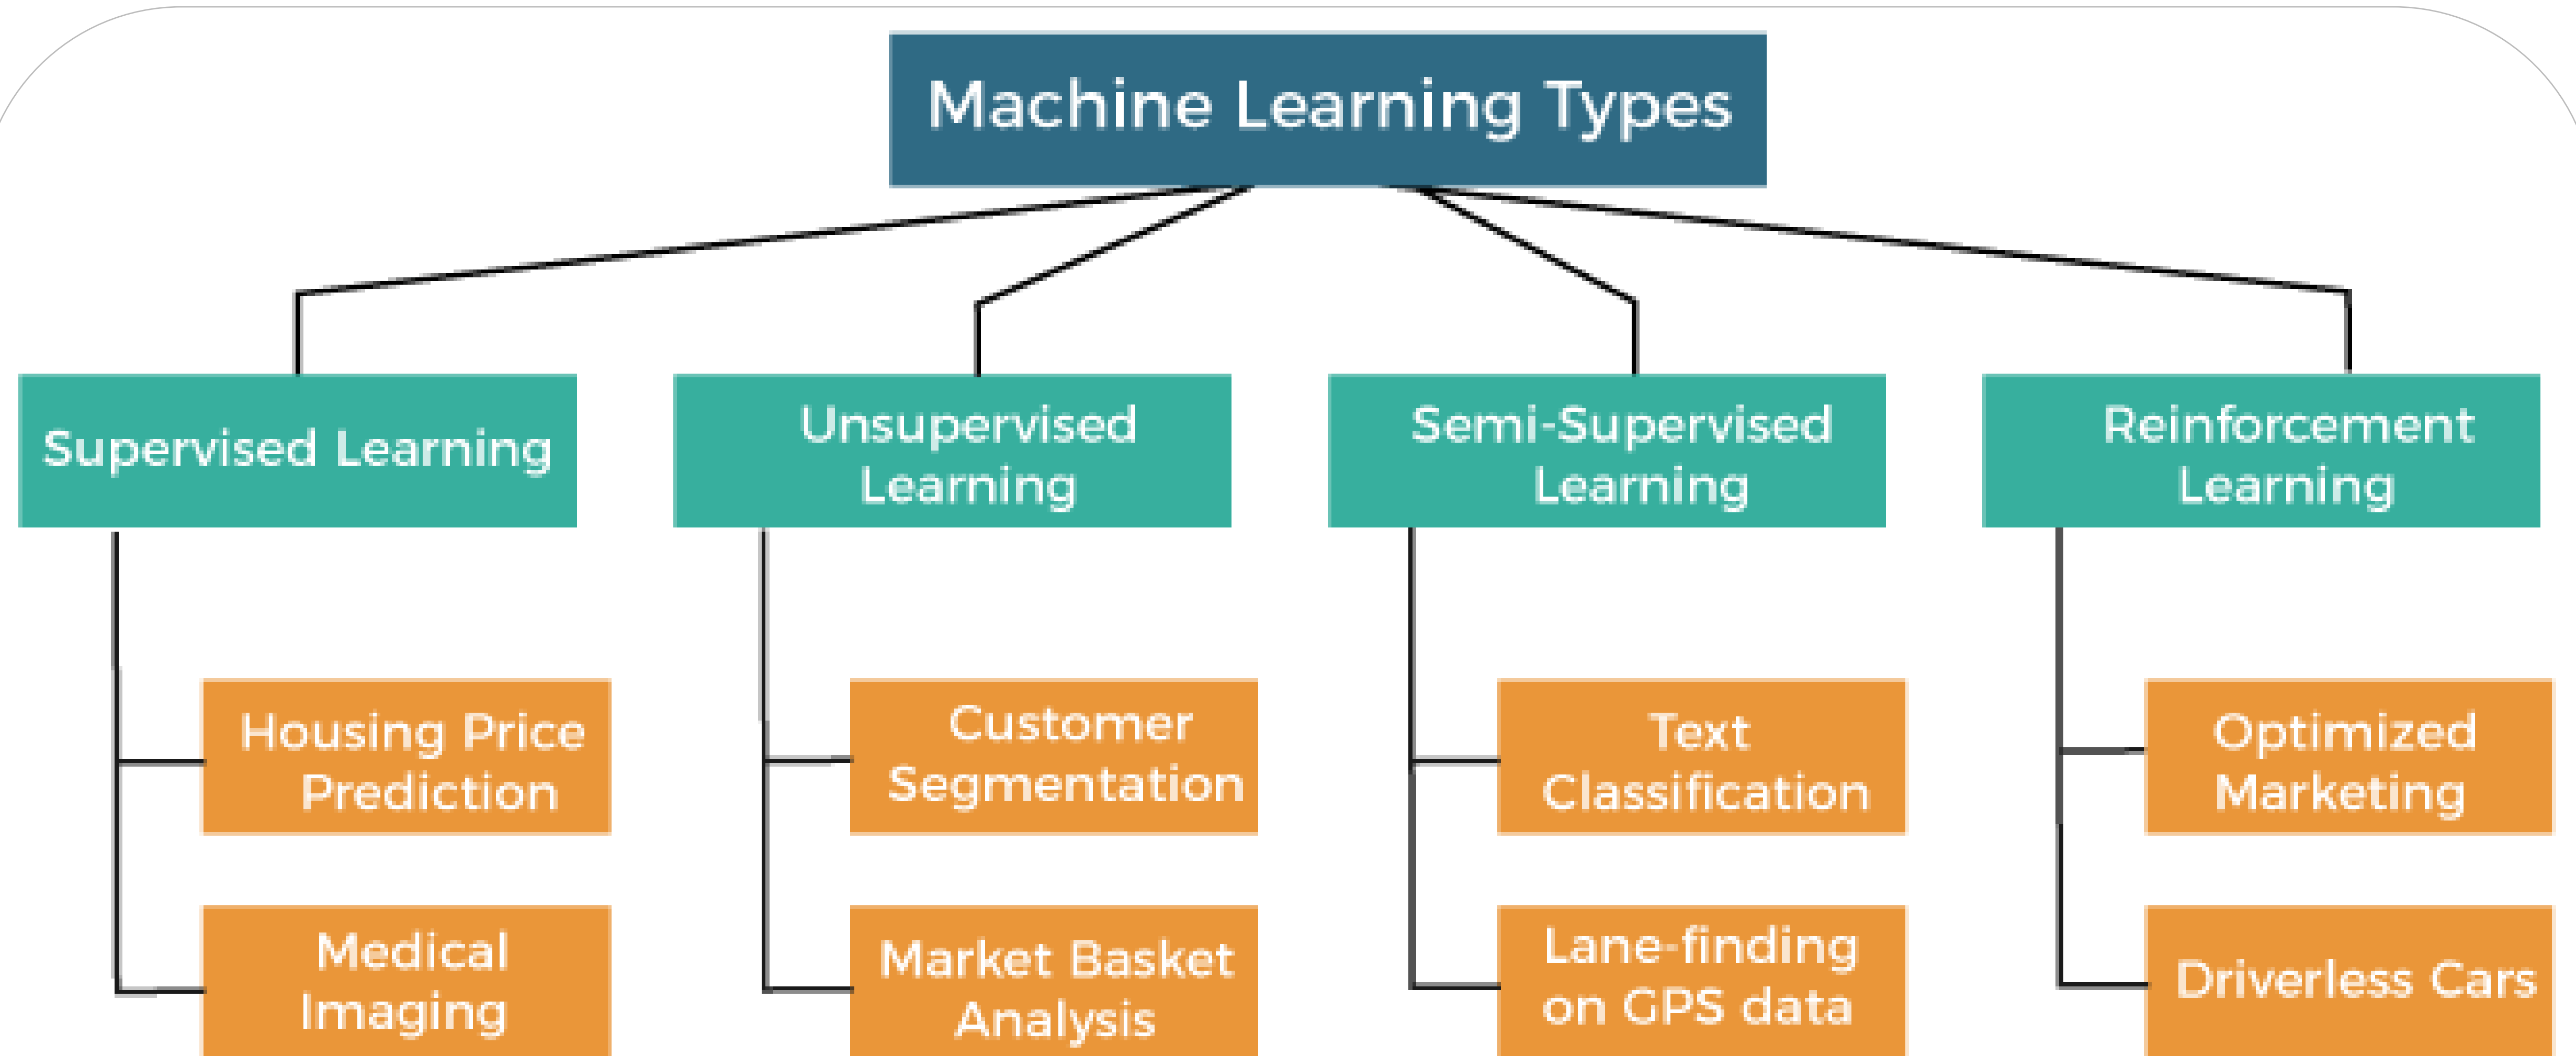 Machine Learning Types
Supervised Learning
Unsupervised
Learning
Semi-Supervised
Learning
Reinforcement
Learning
Housing Price
Prediction
Customer
Segmentation
Text
Classification
Optimized
Marketing
Medical
Imaging
Market Basket
Analysis
Lane-finding
on GPS data
Driverless Cars